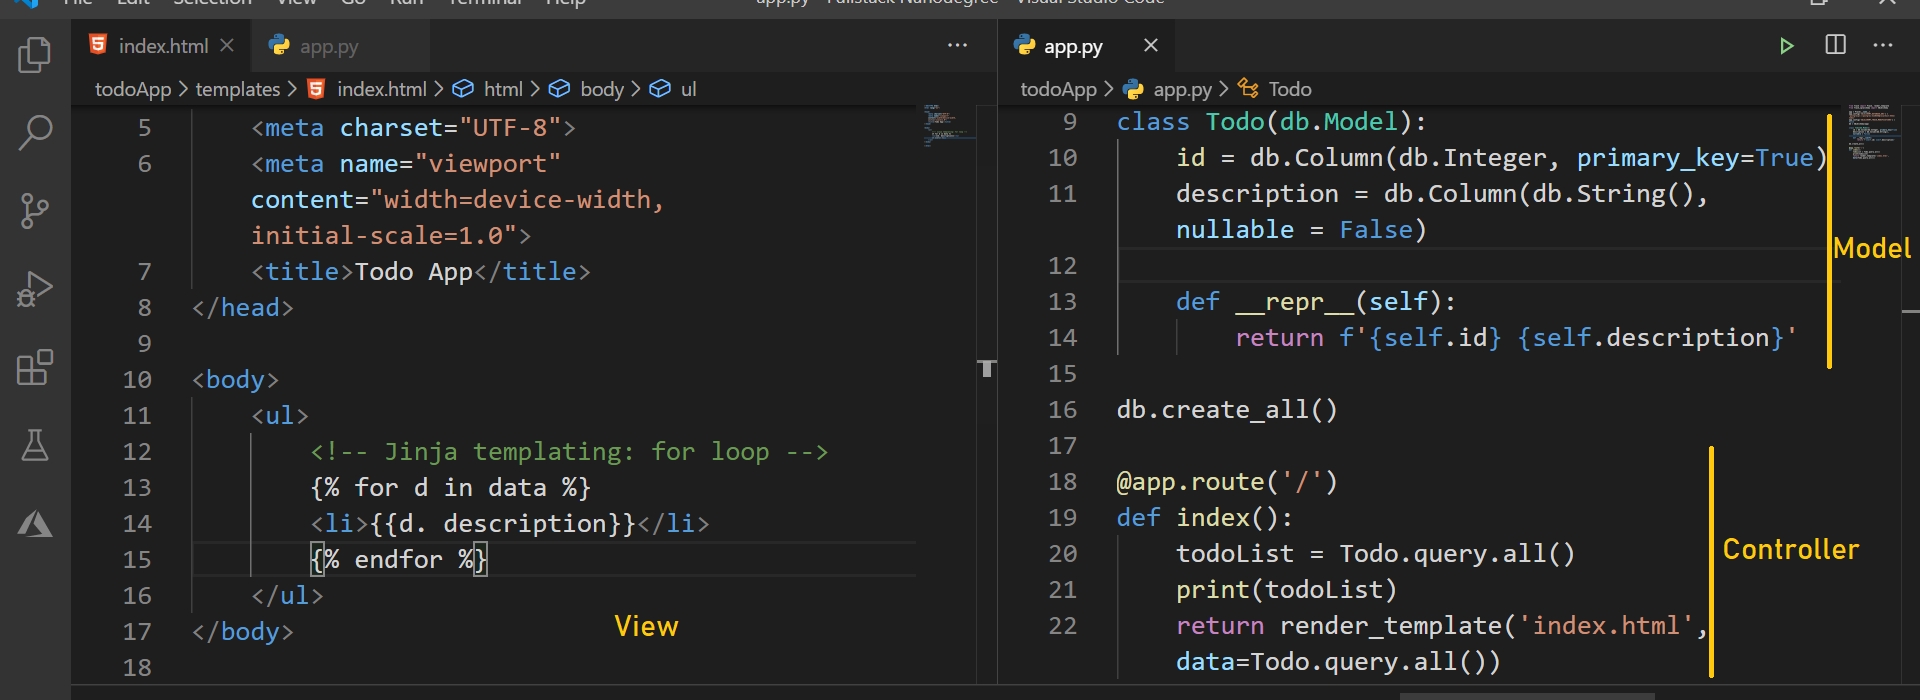 File Edit Selection View Go Run Terminal Help
app.py - Fullstack Nanodegree - Visual Studio Code
index.html
app.py
todoApp > templates > index.html > html > body > ul
5 <meta charset="UTF-8">
6 <meta name="viewport"
content="width=device-width,
initial-scale=1.0">
7 <title>Todo App</title>
8 </head>
9
10 <body>
11 <ul>
12 <!-- Jinja templating: for loop -->
13 {% for d in data %}
14 <li>{{d. description}}</li>
15 {% endfor %}
16 </ul>
17 </body>
18
View
app.py
todoApp > app.py > Todo
9 class Todo(db.Model):
10 id = db.Column(db.Integer, primary_key=True)
11 description = db.Column(db.String(),
nullable = False)
12
13 def __repr__(self):
14 return f'{self.id} {self.description}'
15
16 db.create_all()
17
18 @app.route('/')
19 def index():
20 todoList = Todo.query.all()
21 print(todoList)
22 return render_template('index.html',
data=Todo.query.all())
Model
Controller